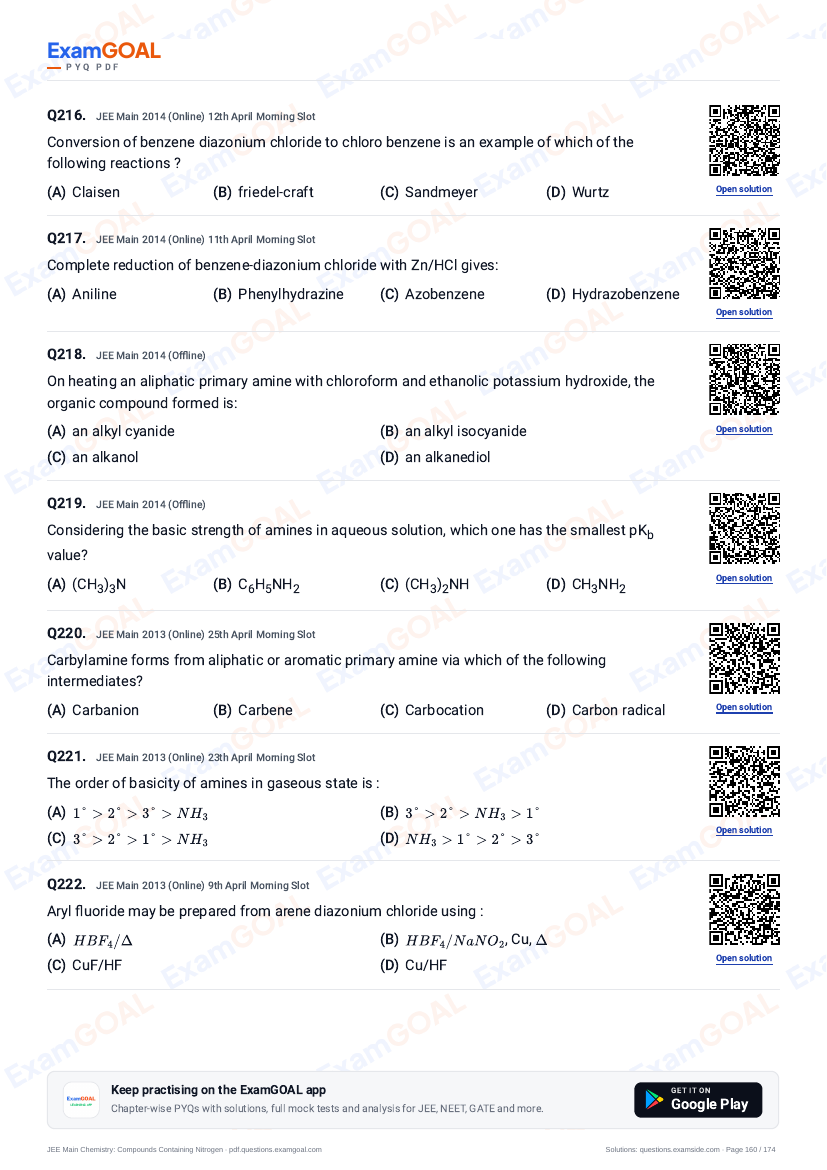 ExamGOAL
PYQ PDF
Q216. JEE Main 2014 (Online) 12th April Morning Slot
Conversion of benzene diazonium chloride to chloro benzene is an example of which of the
following reactions ?
(A) Claisen (B) friedel-craft (C) Sandmeyer (D) Wurtz
Open solution
Q217. JEE Main 2014 (Online) 11th April Morning Slot
Complete reduction of benzene-diazonium chloride with Zn/HCl gives:
(A) Aniline (B) Phenylhydrazine (C) Azobenzene (D) Hydrazobenzene
Open solution
Q218. JEE Main 2014 (Offline)
On heating an aliphatic primary amine with chloroform and ethanolic potassium hydroxide, the
organic compound formed is:
(A) an alkyl cyanide (B) an alkyl isocyanide
(C) an alkanol (D) an alkanediol
Open solution
Q219. JEE Main 2014 (Offline)
Considering the basic strength of amines in aqueous solution, which one has the smallest pK_b
value?
(A) (CH₃)₃N (B) C₆H₅NH₂ (C) (CH₃)₂NH (D) CH₃NH₂
Open solution
Q220. JEE Main 2013 (Online) 25th April Morning Slot
Carbylamine forms from aliphatic or aromatic primary amine via which of the following
intermediates?
(A) Carbanion (B) Carbene (C) Carbocation (D) Carbon radical
Open solution
Q221. JEE Main 2013 (Online) 23th April Morning Slot
The order of basicity of amines in gaseous state is :
(A) 1° > 2° > 3° > NH₃ (B) 3° > 2° > NH₃ > 1°
(C) 3° > 2° > 1° > NH₃ (D) NH₃ > 1° > 2° > 3°
Open solution
Q222. JEE Main 2013 (Online) 9th April Morning Slot
Aryl fluoride may be prepared from arene diazonium chloride using :
(A) HBF₄/Δ (B) HBF₄/NaNO₂, Cu, Δ
(C) CuF/HF (D) Cu/HF
Open solution
Keep practising on the ExamGOAL app
Chapter-wise PYQs with solutions, full mock tests and analysis for JEE, NEET, GATE and more.
GET IT ON
Google Play
JEE Main Chemistry: Compounds Containing Nitrogen · pdf.questions.examgoal.com
Solutions: questions.examside.com · Page 160 / 174